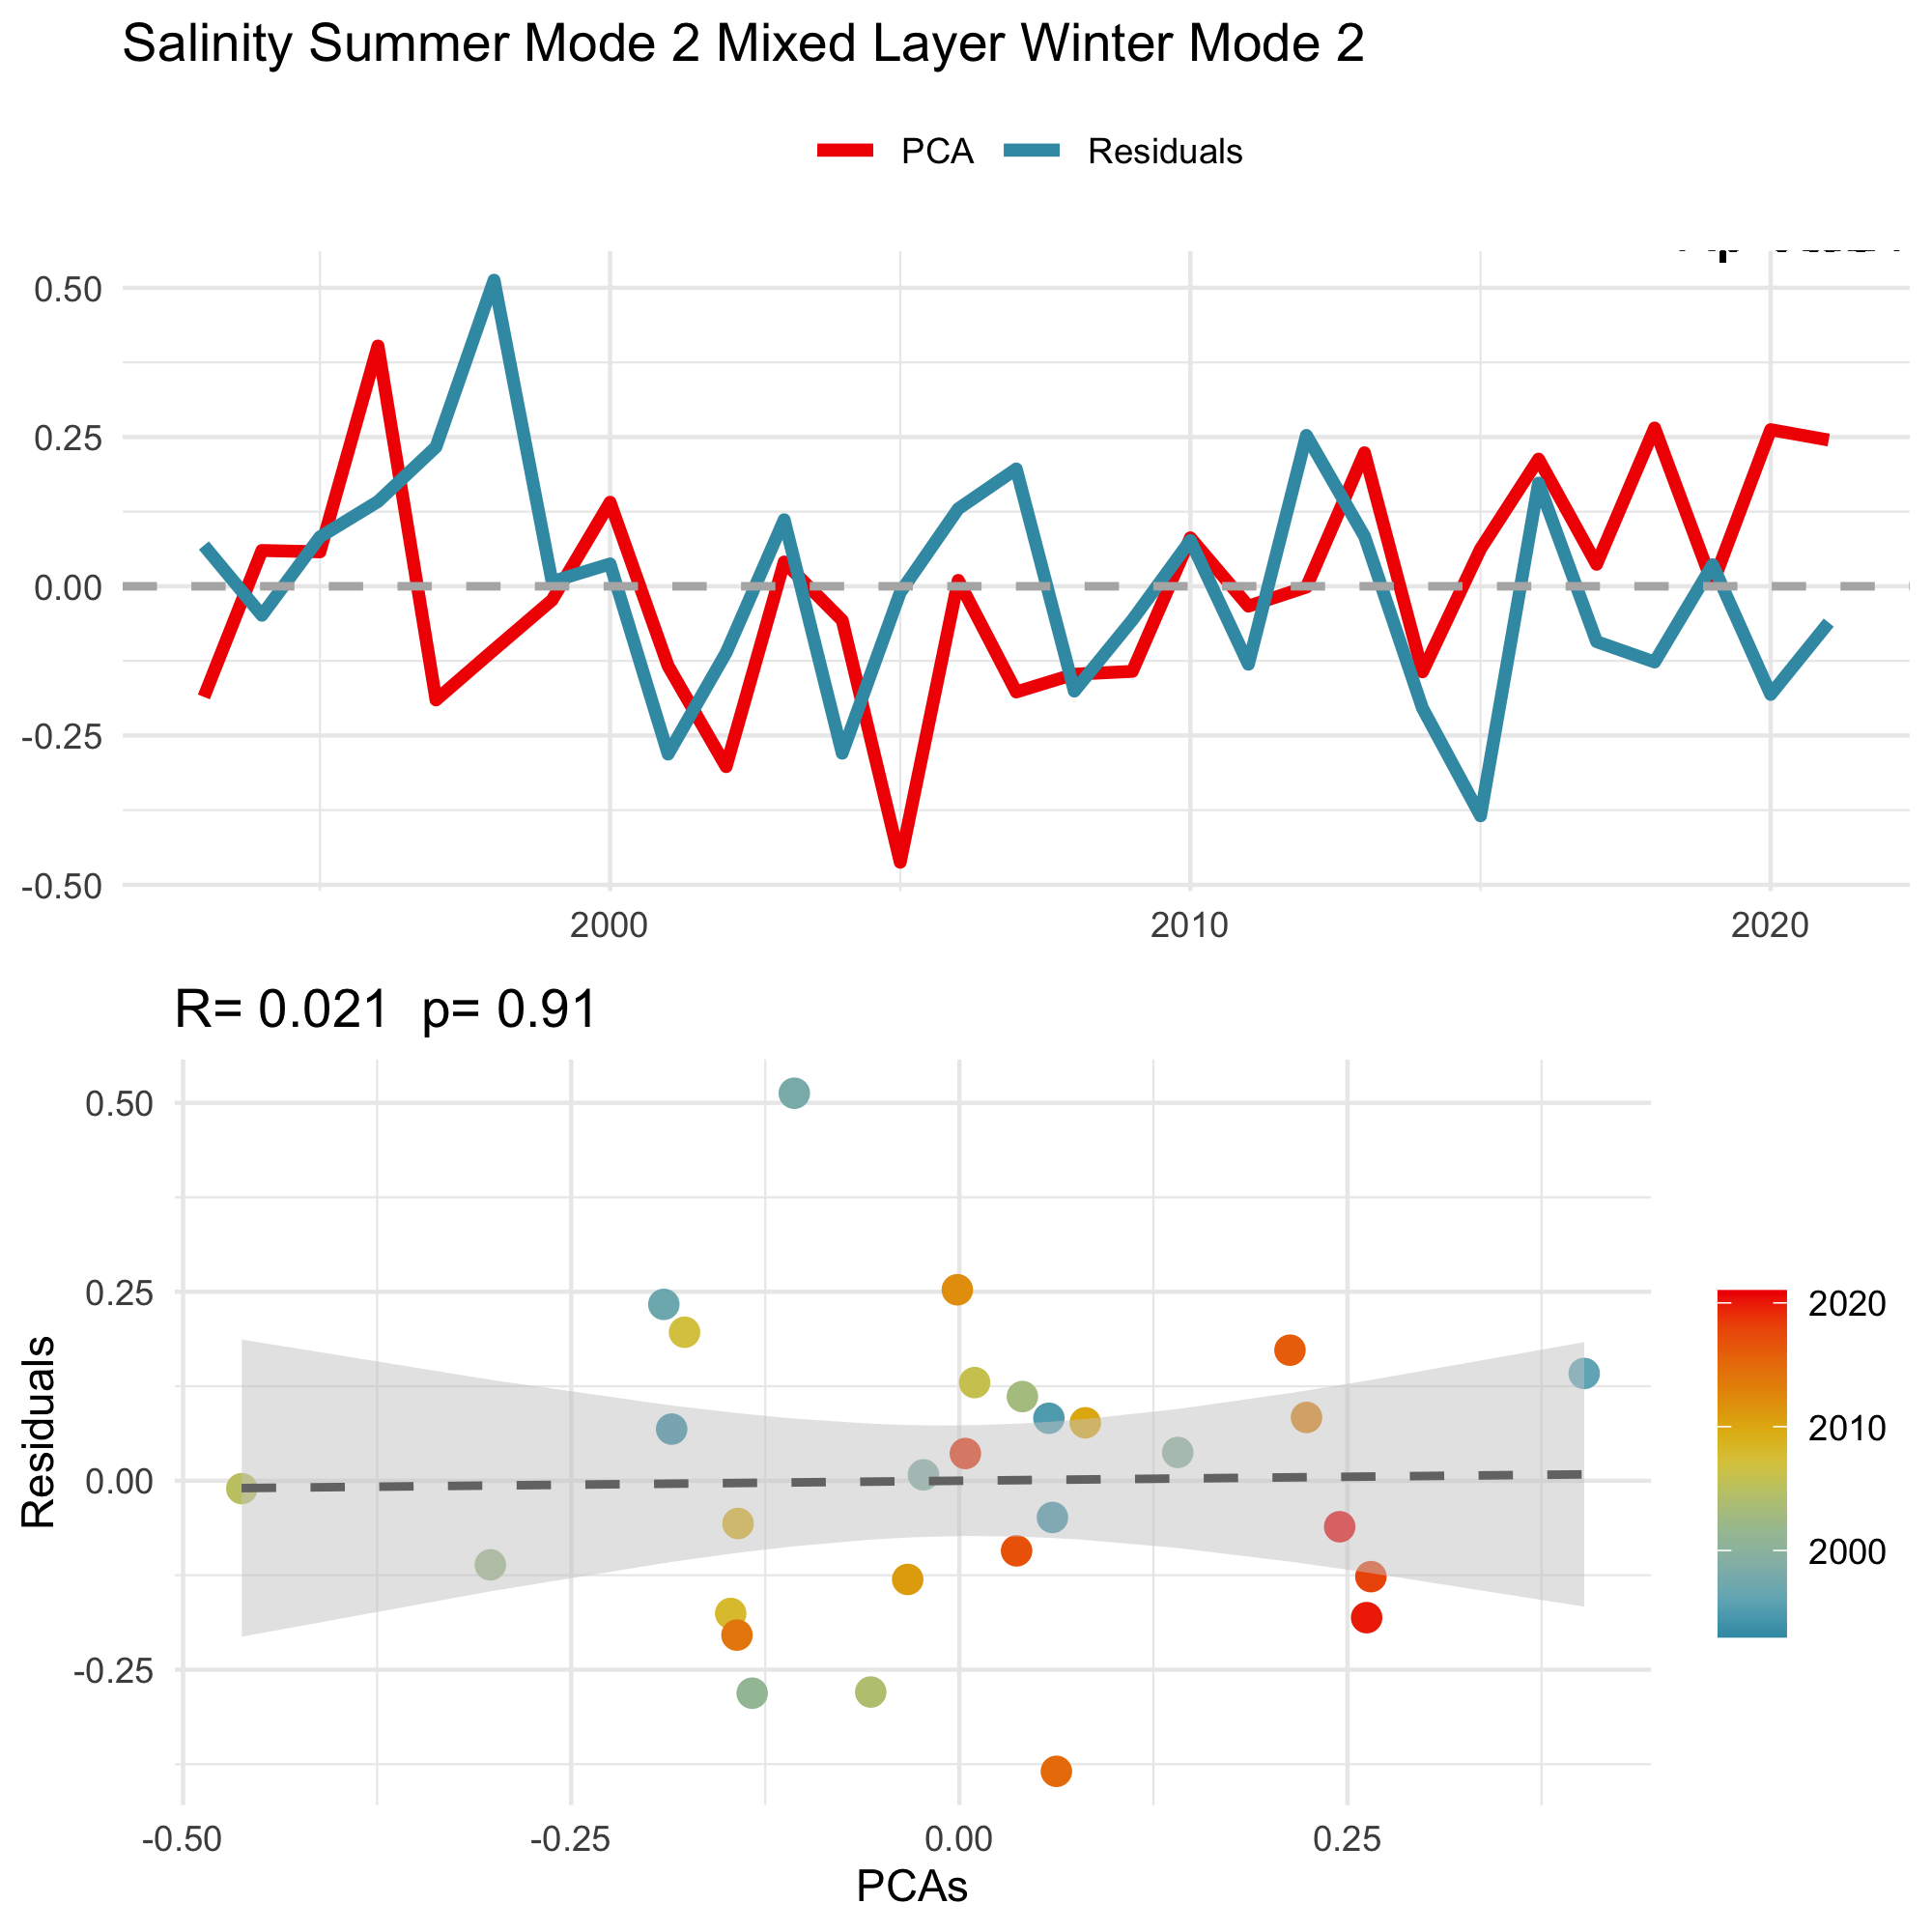 Salinity Summer Mode 2 Mixed Layer Winter Mode 2
PCA Residuals
0.50
0.25
0.00
-0.25
-0.50
2000 2010 2020
R= 0.021 p= 0.91
Residuals
0.50
0.25
0.00
-0.25
-0.50 -0.25 0.00 0.25
PCAs
2020
2010
2000